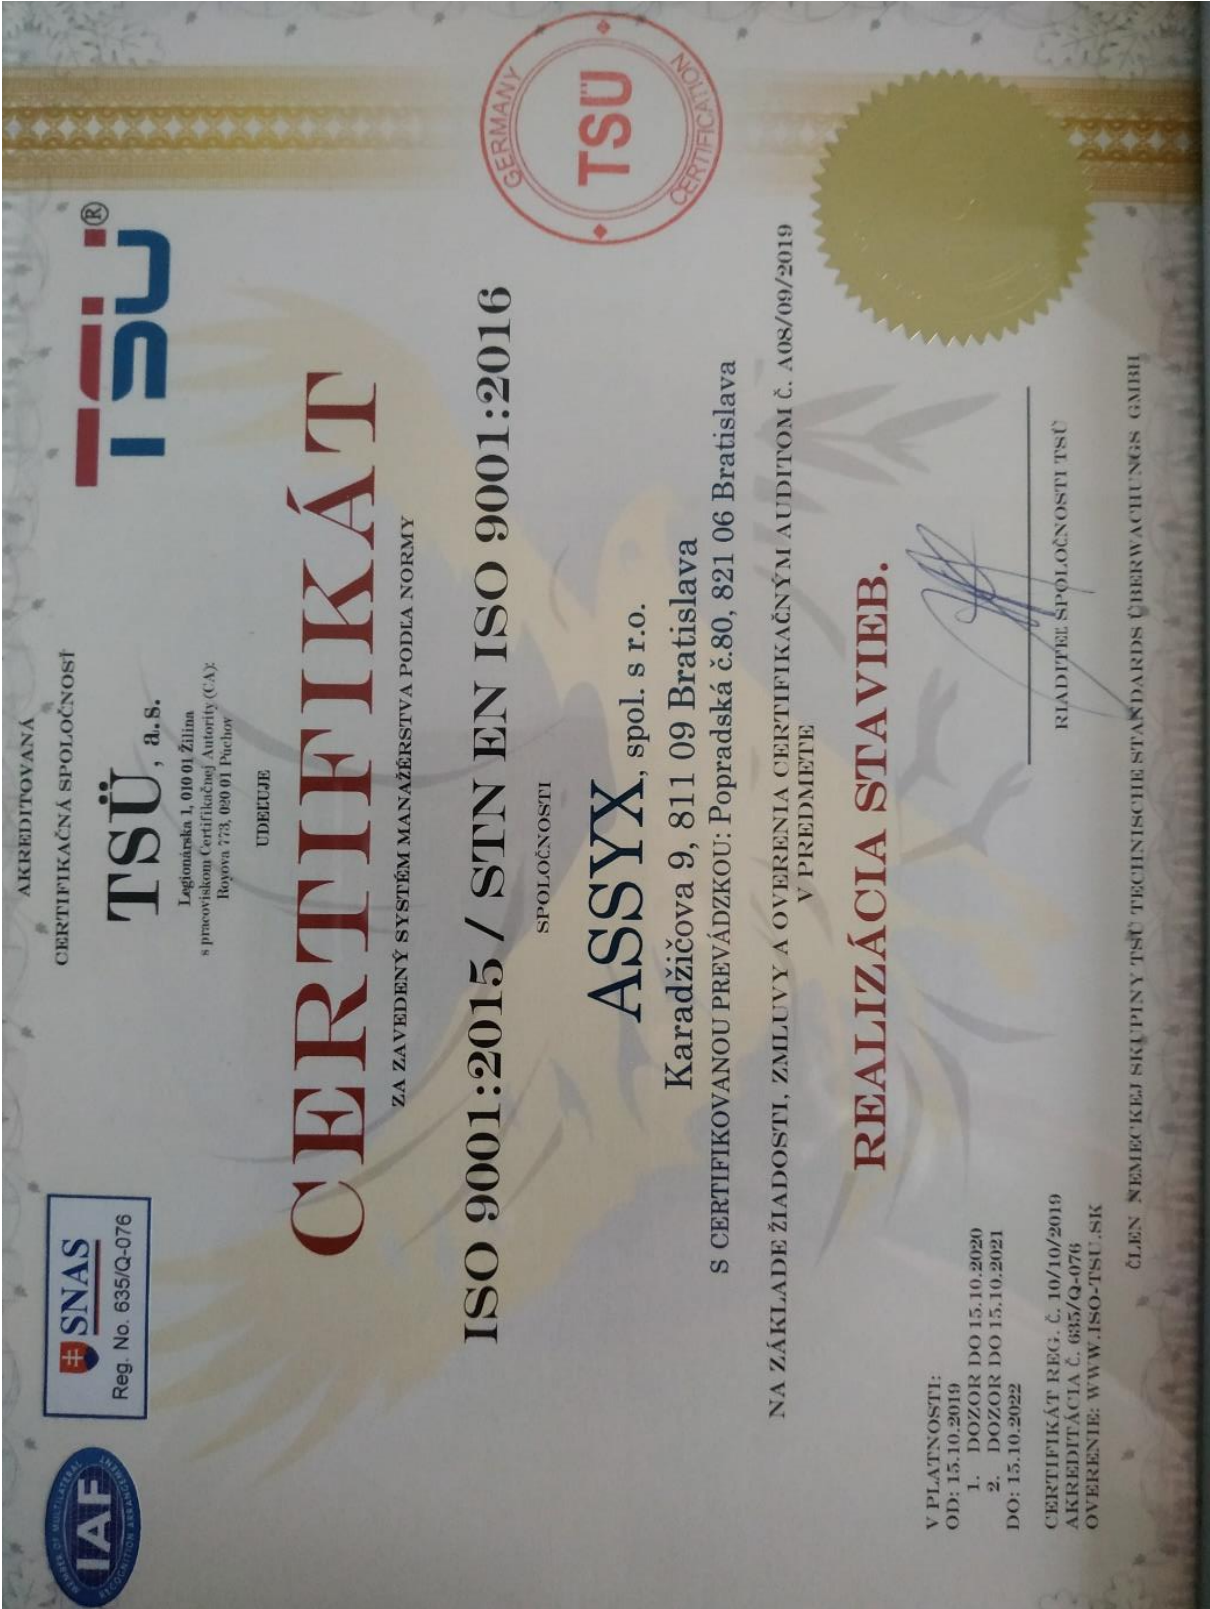 MEMBER OF MULTILATERAL
IAF
RECOGNITION ARRANGEMENT
SNAS
Reg. No. 635/Q-076
AKREDITOVANÁ
CERTIFIKAČNÁ SPOLOČNOSŤ
TSÜ, a.s.
Legionárska 1, 010 01 Žilina
s pracoviskom Certifikačnej Autority (CA):
Royova 773, 020 01 Púchov
UDEĽUJE
TSÜ®
CERTIFIKÁT
ZA ZAVEDENÝ SYSTÉM MANAŽÉRSTVA PODĽA NORMY
ISO 9001:2015 / STN EN ISO 9001:2016
SPOLOČNOSTI
ASSYX, spol. s r.o.
Karadžičova 9, 811 09 Bratislava
S CERTIFIKOVANOU PREVÁDZKOU: Popradská č.80, 821 06 Bratislava
NA ZÁKLADE ŽIADOSTI, ZMLUVY A OVERENIA CERTIFIKAČNÝM AUDITOM Č. A08/09/2019
V PREDMETE
REALIZÁCIA STAVIEB.
GERMANY
TSÜ
CERTIFICATION
V PLATNOSTI:
OD: 15.10.2019
1. DOZOR DO 15.10.2020
2. DOZOR DO 15.10.2021
DO: 15.10.2022
CERTIFIKÁT REG. Č. 10/10/2019
AKREDITÁCIA Č. 635/Q-076
OVERENIE: WWW.ISO-TSU.SK
RIADITEĽ SPOLOČNOSTI TSÜ
ČLEN NEMECKEJ SKUPINY TSÜ TECHNISCHE STANDARDS ÜBERWACHUNGS GMBH